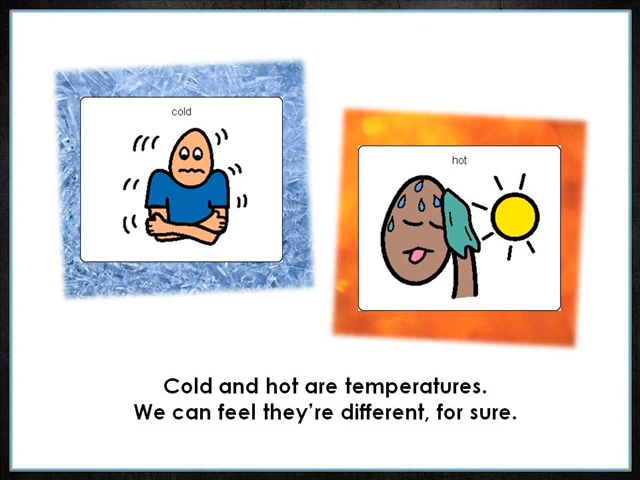 cold
hot
Cold and hot are temperatures.
We can feel they're different, for sure.